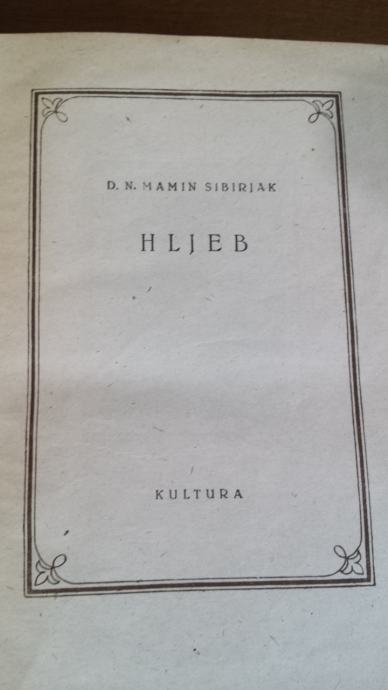 D. N. MAMIN SIBIRJAK
HLJEB
KULTURA